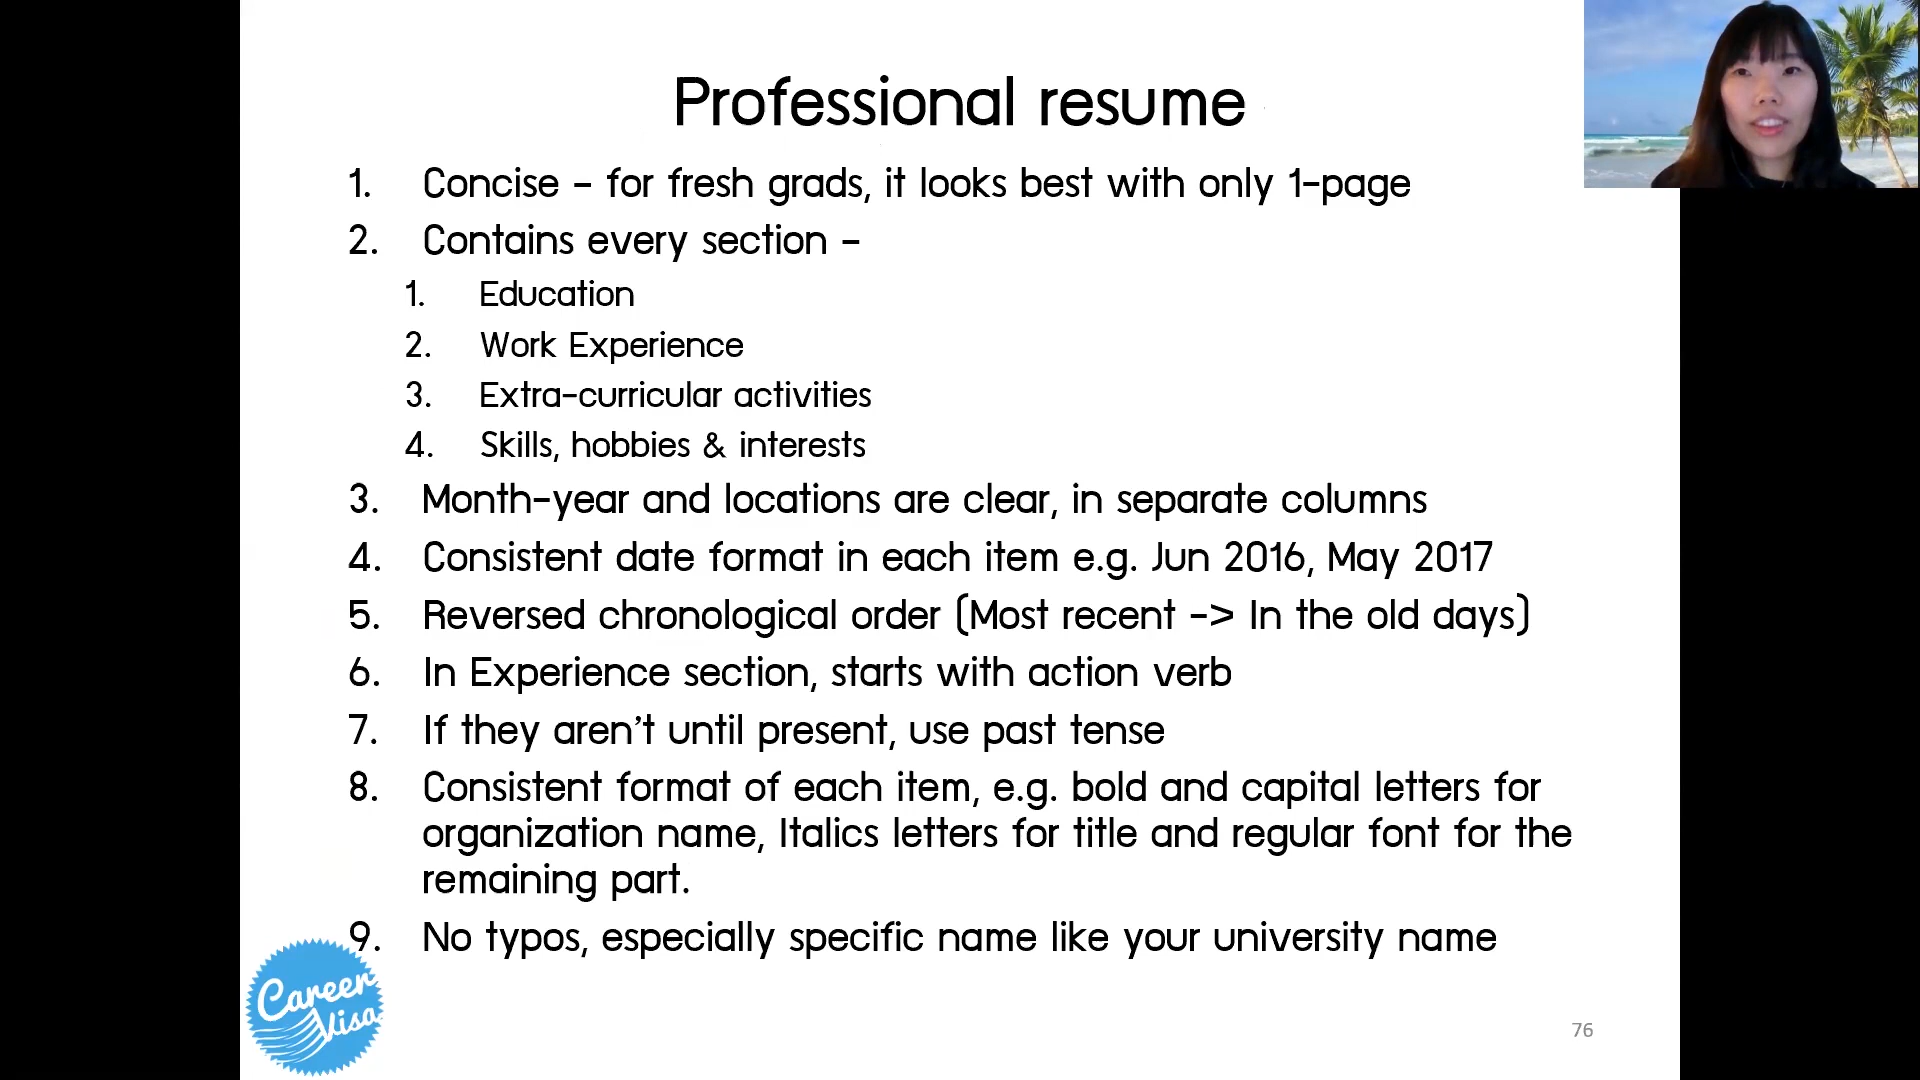 Professional resume
1. Concise – for fresh grads, it looks best with only 1-page
2. Contains every section –
1. Education
2. Work Experience
3. Extra-curricular activities
4. Skills, hobbies & interests
3. Month-year and locations are clear, in separate columns
4. Consistent date format in each item e.g. Jun 2016, May 2017
5. Reversed chronological order (Most recent -> In the old days)
6. In Experience section, starts with action verb
7. If they aren’t until present, use past tense
8. Consistent format of each item, e.g. bold and capital letters for
organization name, Italics letters for title and regular font for the
remaining part.
9. No typos, especially specific name like your university name
Career
Visa
76